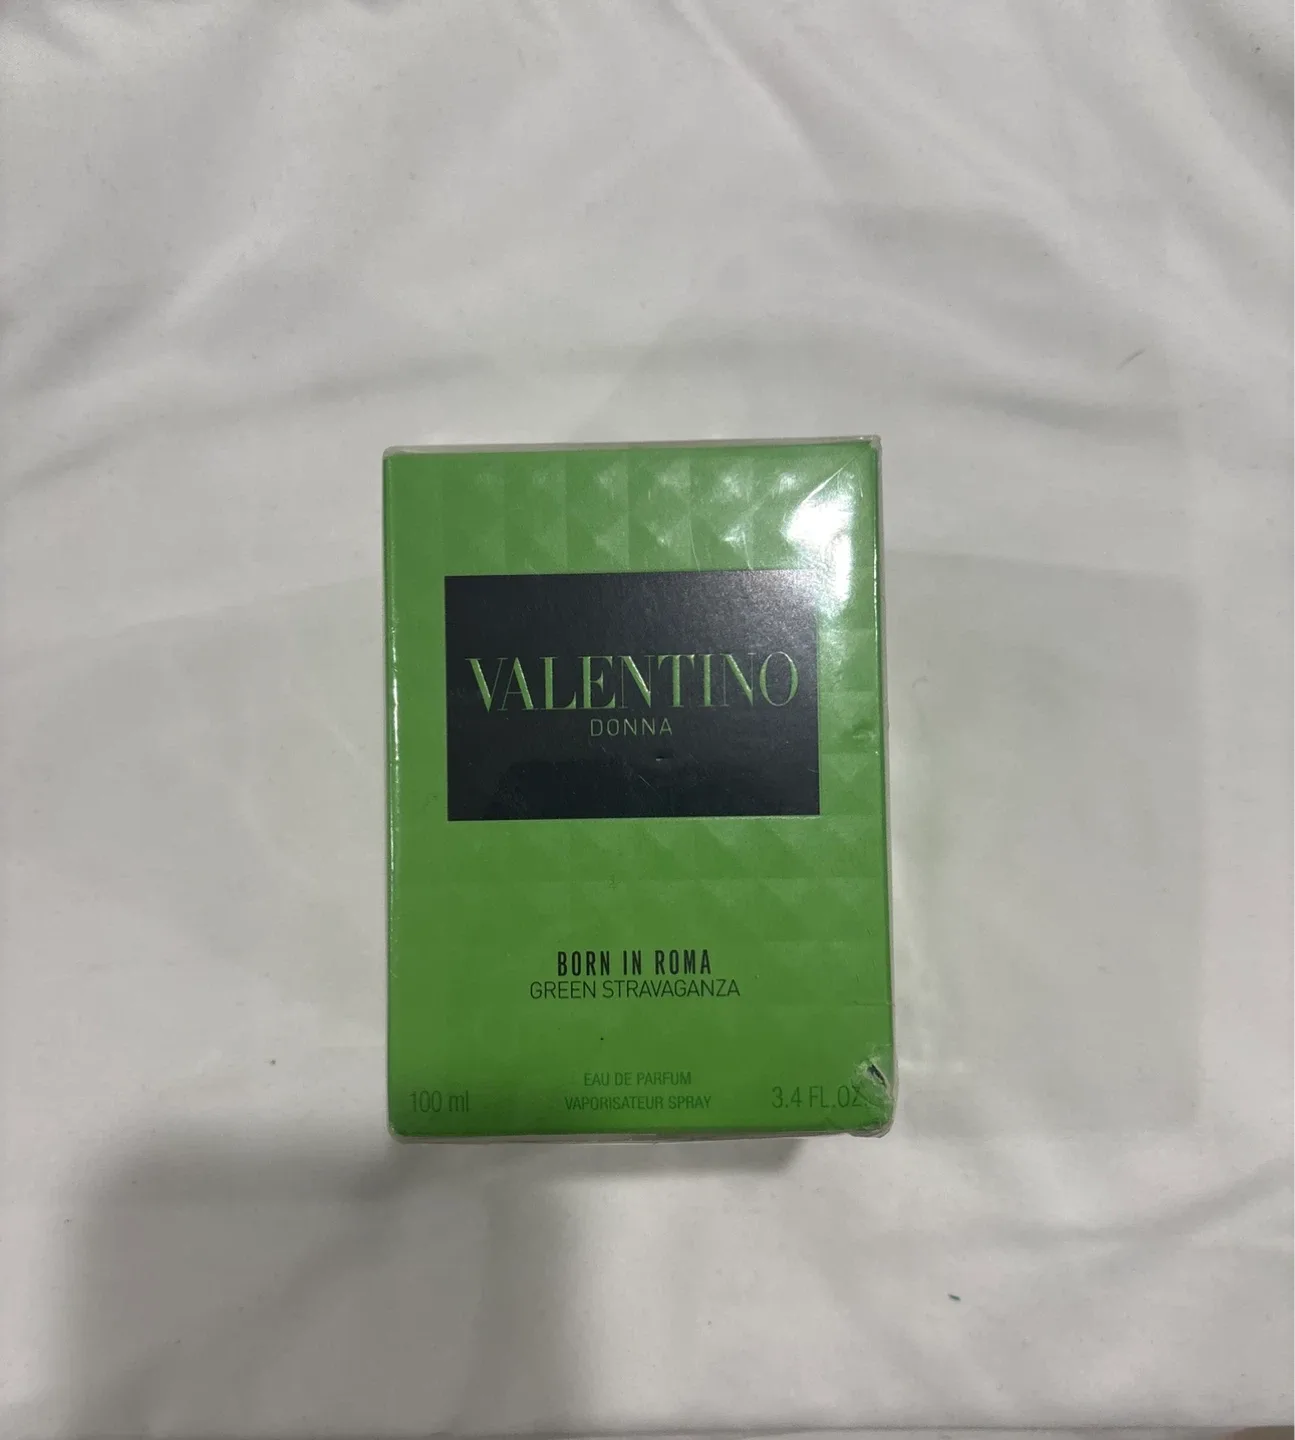 VALENTINO
DONNA
BORN IN ROMA
GREEN STRAVAGANZA
EAU DE PARFUM
100 ml VAPORISATEUR SPRAY 3.4 FL.OZ.